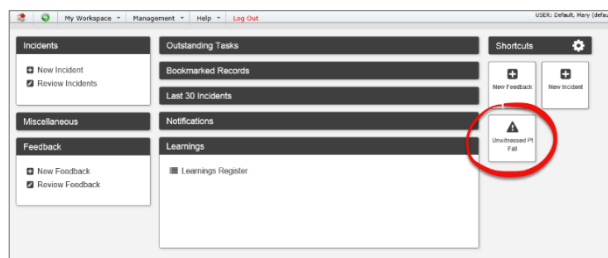 My Workspace Management Help Log Out
USER: Default, Mary (defau
Incidents
New Incident
Review Incidents
Miscellaneous
Feedback
New Feedback
Review Feedback
Outstanding Tasks
Bookmarked Records
Last 30 Incidents
Notifications
Learnings
Learnings Register
Shortcuts
New Feedback
New Incident
Unwitnessed Pt
Fall